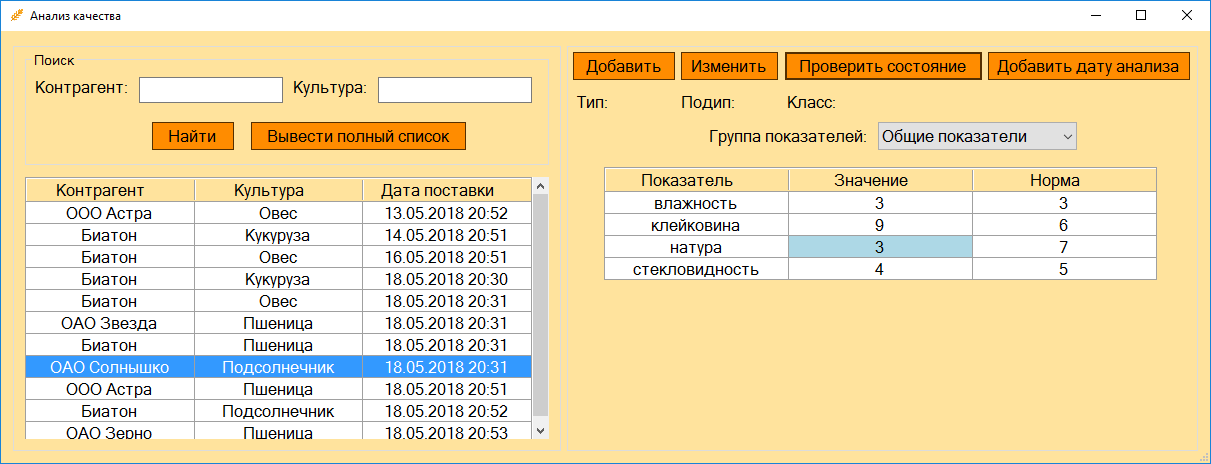 Анализ качества
Поиск
Контрагент:
Культура:
Найти
Вывести полный список
Контрагент Культура Дата поставки
ООО Астра Овес 13.05.2018 20:52
Биатон Кукуруза 14.05.2018 20:51
Биатон Овес 16.05.2018 20:51
Биатон Кукуруза 18.05.2018 20:30
Биатон Овес 18.05.2018 20:31
ОАО Звезда Пшеница 18.05.2018 20:31
Биатон Пшеница 18.05.2018 20:31
ОАО Солнышко Подсолнечник 18.05.2018 20:31
ООО Астра Пшеница 18.05.2018 20:51
Биатон Подсолнечник 18.05.2018 20:52
ОАО Зерно Пшеница 18.05.2018 20:53
Добавить Изменить Проверить состояние Добавить дату анализа
Тип: Подип: Класс:
Группа показателей: Общие показатели
Показатель Значение Норма
влажность 3 3
клейковина 9 6
натура 3 7
стекловидность 4 5